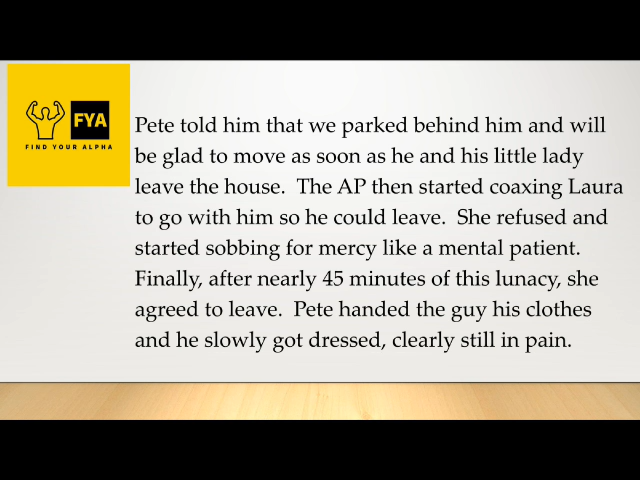 FYA
FIND YOUR ALPHA
Pete told him that we parked behind him and will
be glad to move as soon as he and his little lady
leave the house.  The AP then started coaxing Laura
to go with him so he could leave.  She refused and
started sobbing for mercy like a mental patient.
Finally, after nearly 45 minutes of this lunacy, she
agreed to leave.  Pete handed the guy his clothes
and he slowly got dressed, clearly still in pain.